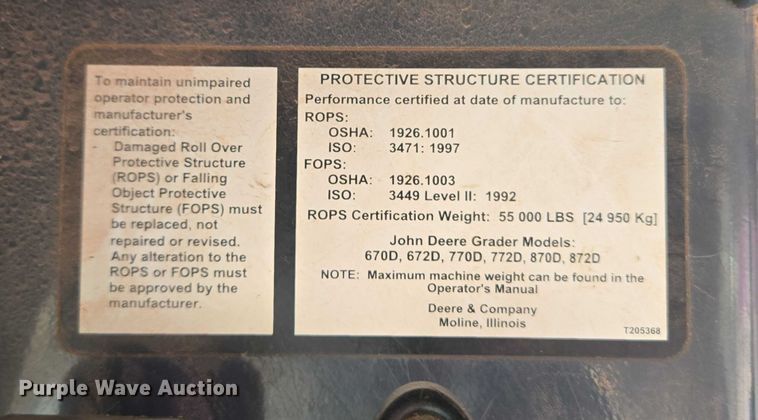 To maintain unimpaired
operator protection and
manufacturer's
certification:
- Damaged Roll Over
Protective Structure
(ROPS) or Falling
Object Protective
Structure (FOPS) must
be replaced, not
repaired or revised.
Any alteration to the
ROPS or FOPS must
be approved by the
manufacturer.
PROTECTIVE STRUCTURE CERTIFICATION
Performance certified at date of manufacture to:
ROPS:
OSHA: 1926.1001
ISO: 3471: 1997
FOPS:
OSHA: 1926.1003
ISO: 3449 Level II: 1992
ROPS Certification Weight: 55 000 LBS [24 950 Kg]
John Deere Grader Models:
670D, 672D, 770D, 772D, 870D, 872D
NOTE: Maximum machine weight can be found in the
Operator's Manual
Deere & Company
Moline, Illinois
T205368
Purple Wave Auction